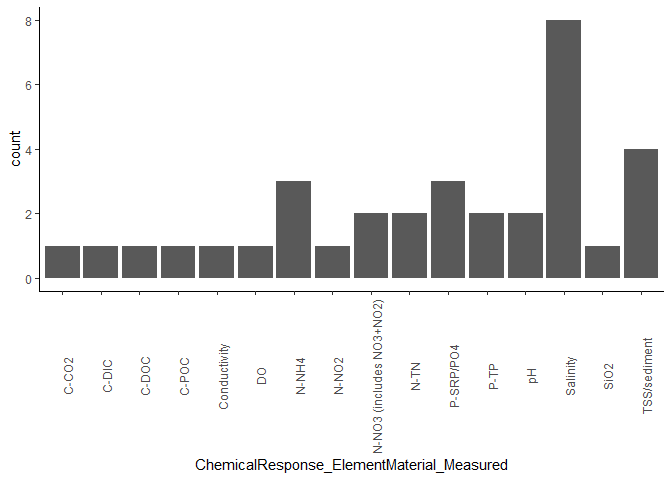 8
6
4
2
0
count
C-CO2
C-DIC
C-DOC
C-POC
Conductivity
DO
N-NH4
N-NO2
N-NO3 (includes NO3+NO2)
N-TN
P-SRP/PO4
P-TP
pH
Salinity
SiO2
TSS/sediment
ChemicalResponse_ElementMaterial_Measured